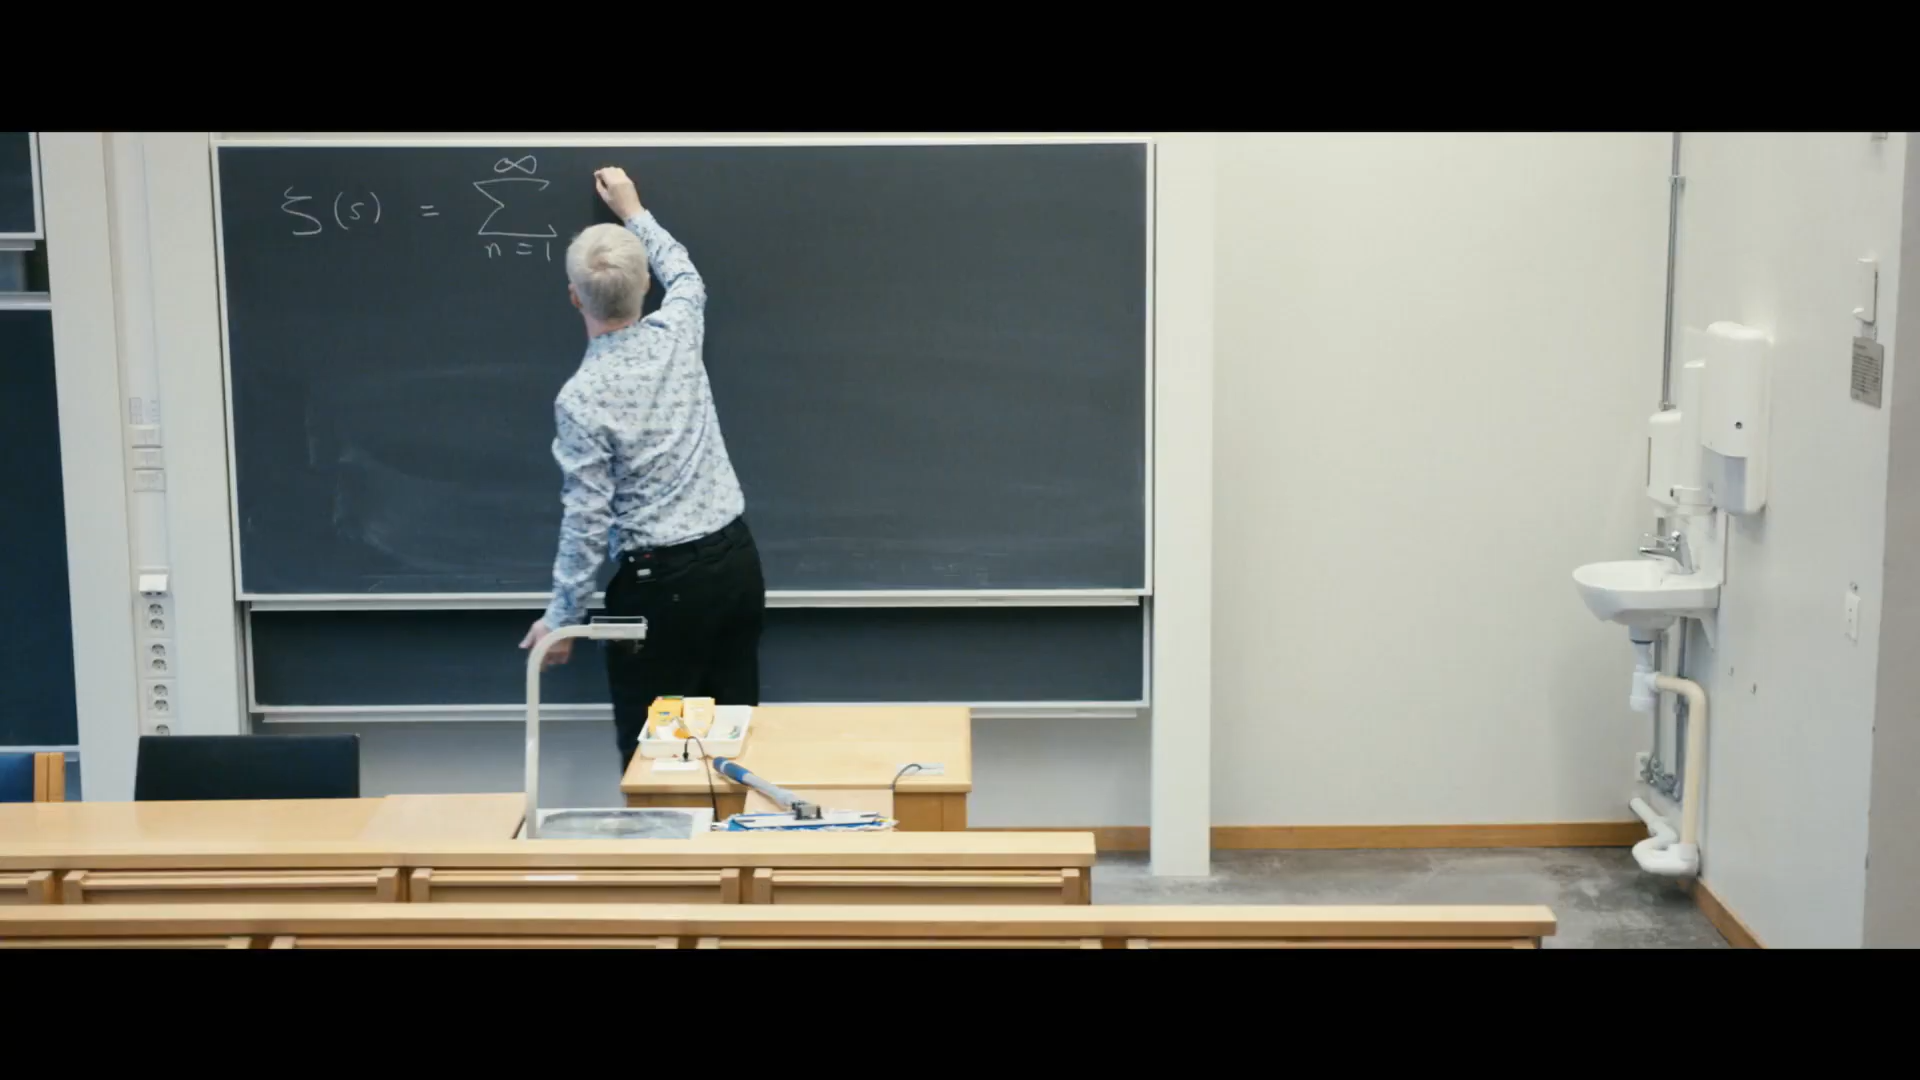 ζ(s) = ∑_{n=1}^{∞}